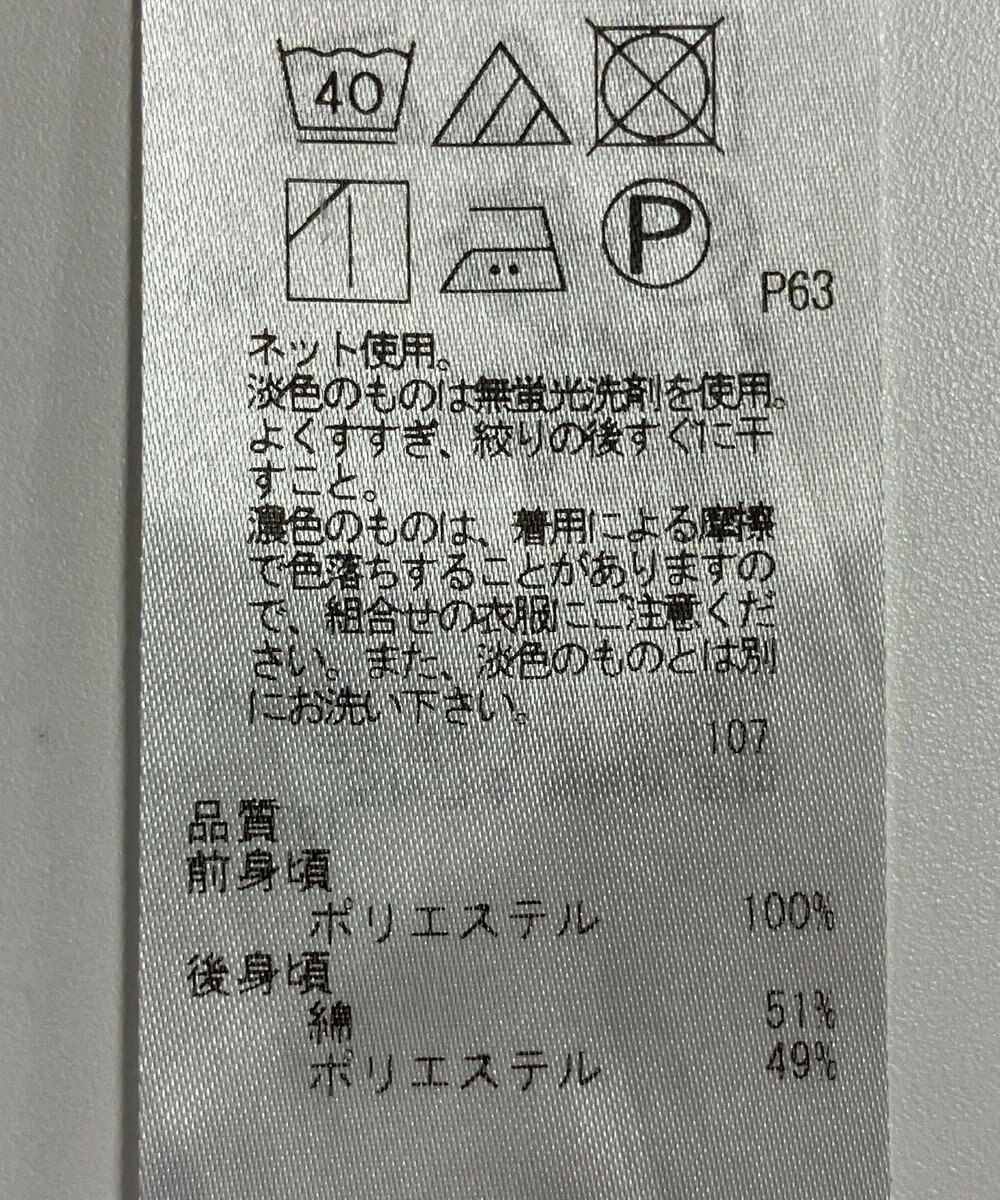 40
P
P63
ネット使用。
淡色のものは無蛍光洗剤を使用。
よくすすぎ、絞りの後すぐに干
すこと。
濃色のものは、着用による摩擦
で色落ちすることがありますの
で、組合せの衣服にご注意くだ
さい。また、淡色のものとは別
にお洗い下さい。
107
品質
前身頃
ポリエステル 100%
後身頃
綿 51%
ポリエステル 49%